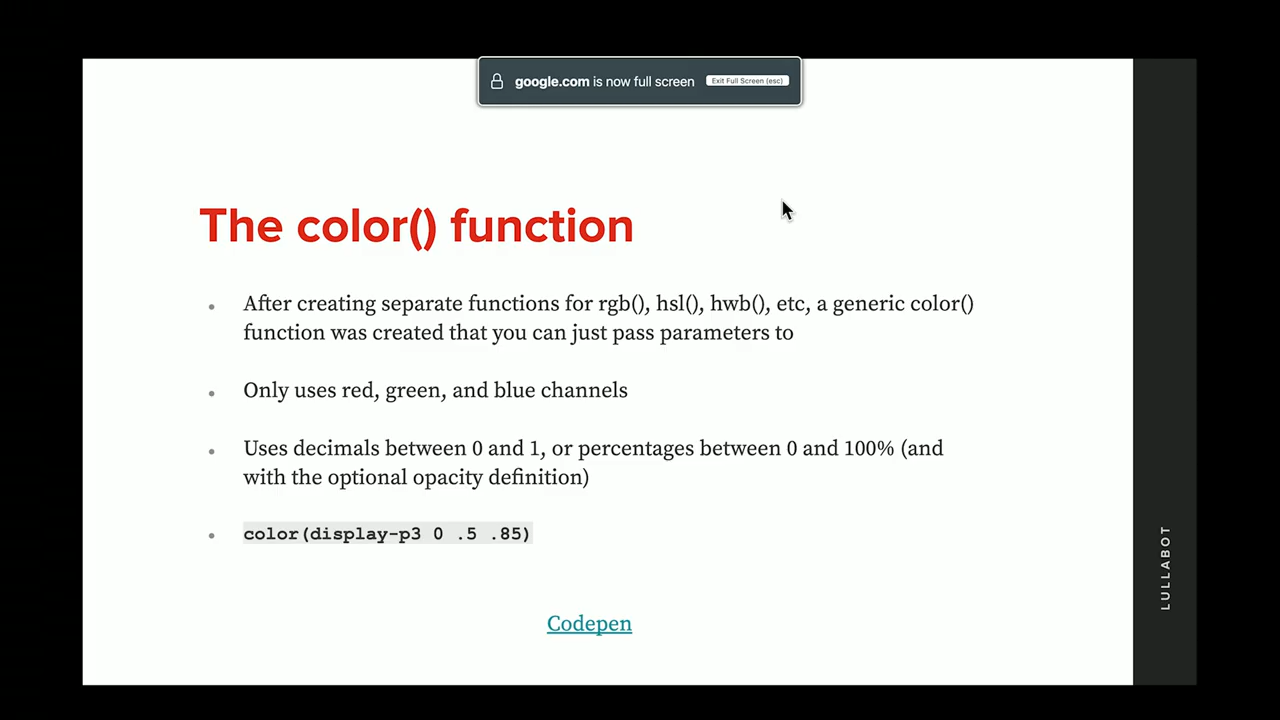 google.com is now full screen Exit Full Screen (esc)
The color() function
• After creating separate functions for rgb(), hsl(), hwb(), etc, a generic color()
function was created that you can just pass parameters to
• Only uses red, green, and blue channels
• Uses decimals between 0 and 1, or percentages between 0 and 100% (and
with the optional opacity definition)
• color(display-p3 0 .5 .85)
Codepen
LULLABOT